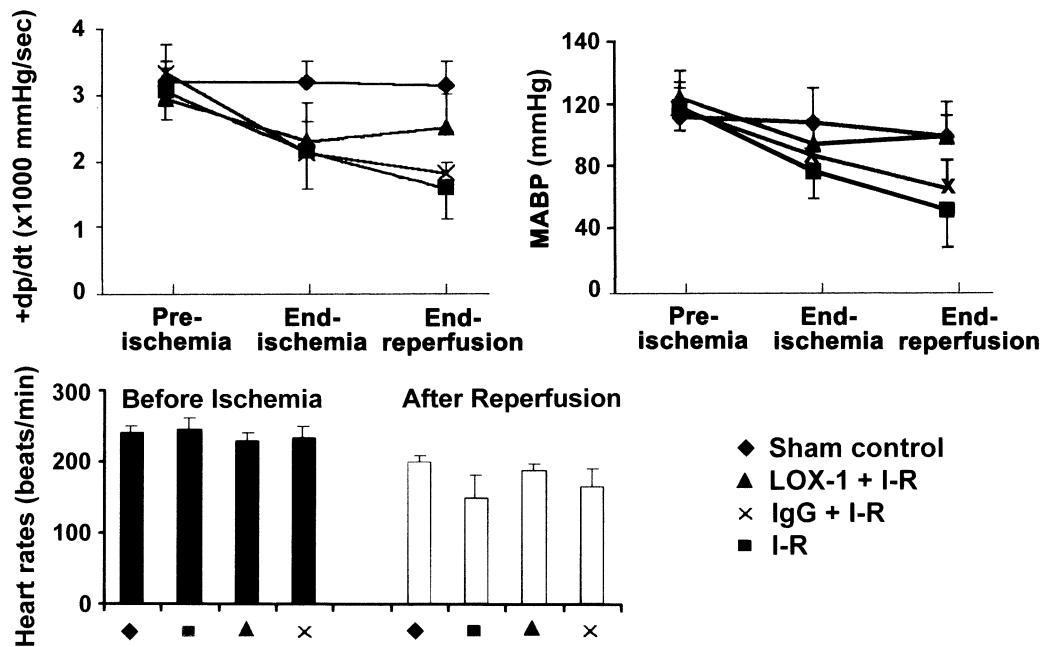 +dp/dt (x1000 mmHg/sec)
4
3
2
1
0
Pre-
ischemia
End-
ischemia
End-
reperfusion
MABP (mmHg)
140
120
80
40
0
Pre-
ischemia
End-
ischemia
End-
reperfusion
Heart rates (beats/min)
300
200
100
0
Before Ischemia
After Reperfusion
Sham control
LOX-1 + I-R
IgG + I-R
I-R